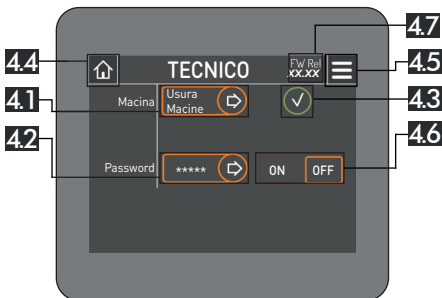 4.7
4.4
TECNICO
FW Rel
XX.XX
4.5
4.1
Macina
Usura
Macine
4.3
4.2
4.6
Password
*****
ON
OFF